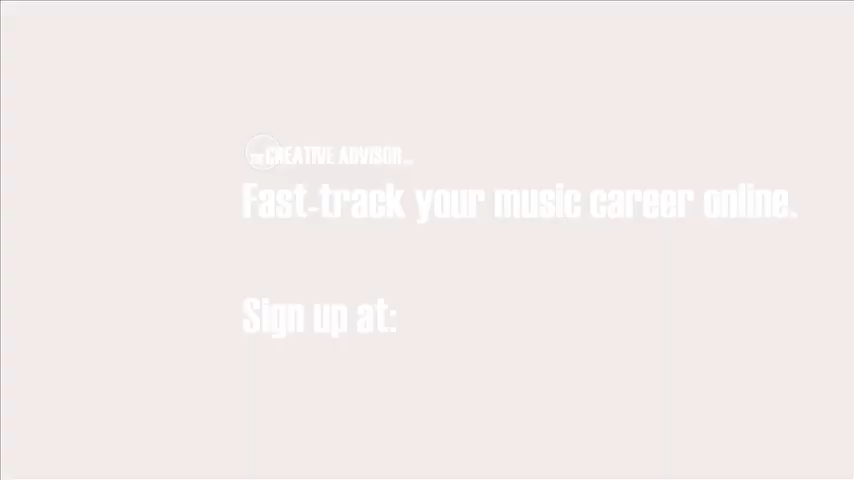 THE CREATIVE ADVISOR
Fast-track your music career online.
Sign up at: